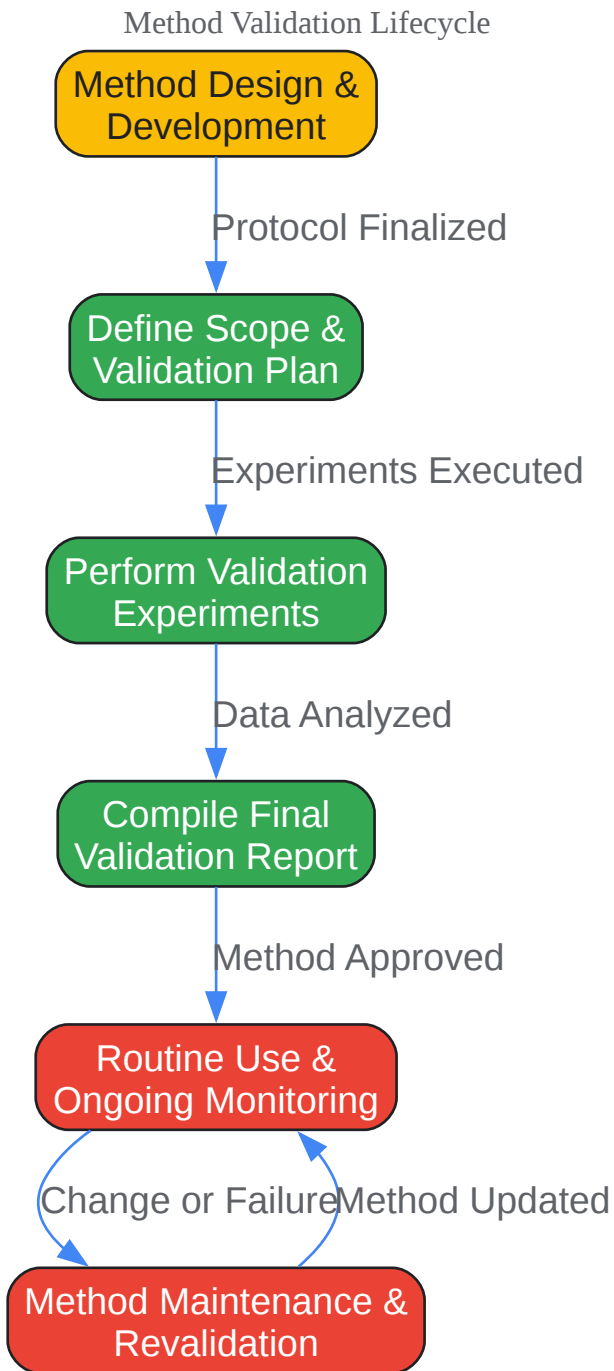 Method Validation Lifecycle
Method Design &
Development
Protocol Finalized
Define Scope &
Validation Plan
Experiments Executed
Perform Validation
Experiments
Data Analyzed
Compile Final
Validation Report
Method Approved
Routine Use &
Ongoing Monitoring
Change or Failure
Method Updated
Method Maintenance &
Revalidation